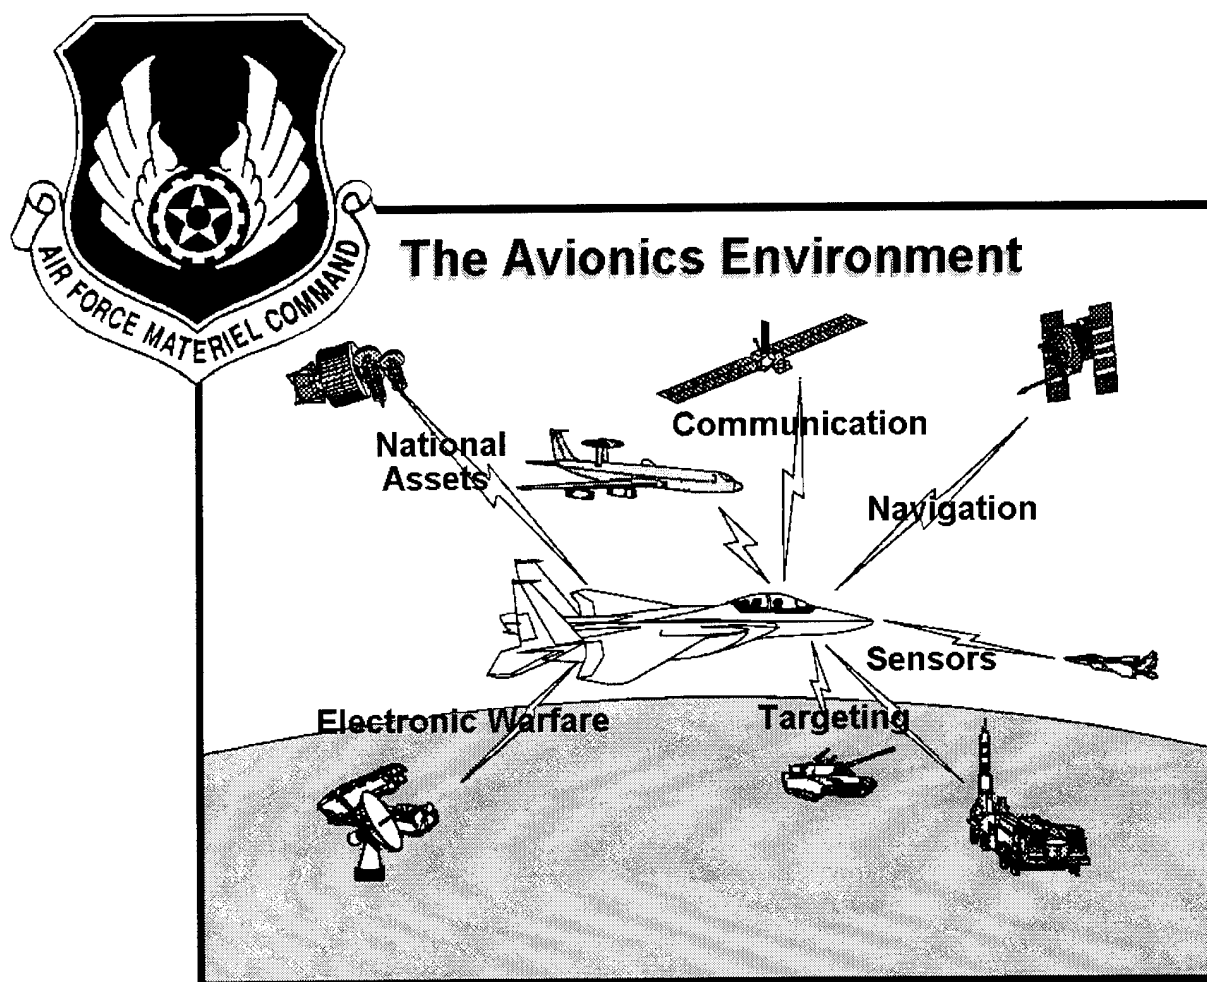 AIR FORCE MATERIEL COMMAND
The Avionics Environment
Communication
National
Assets
Navigation
Sensors
Electronic Warfare
Targeting